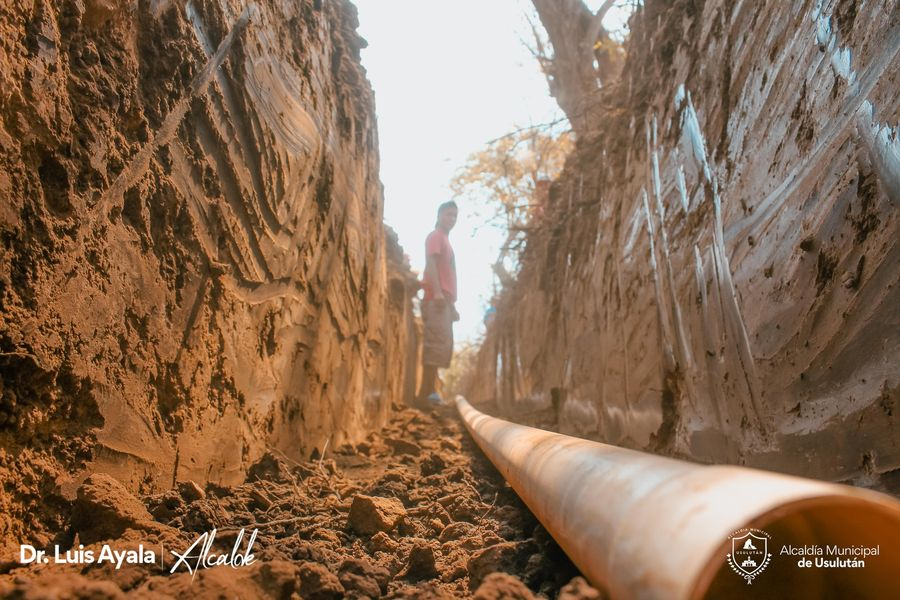 Dr. Luis Ayala | Alcalde
Alcaldía Municipal
de Usulután